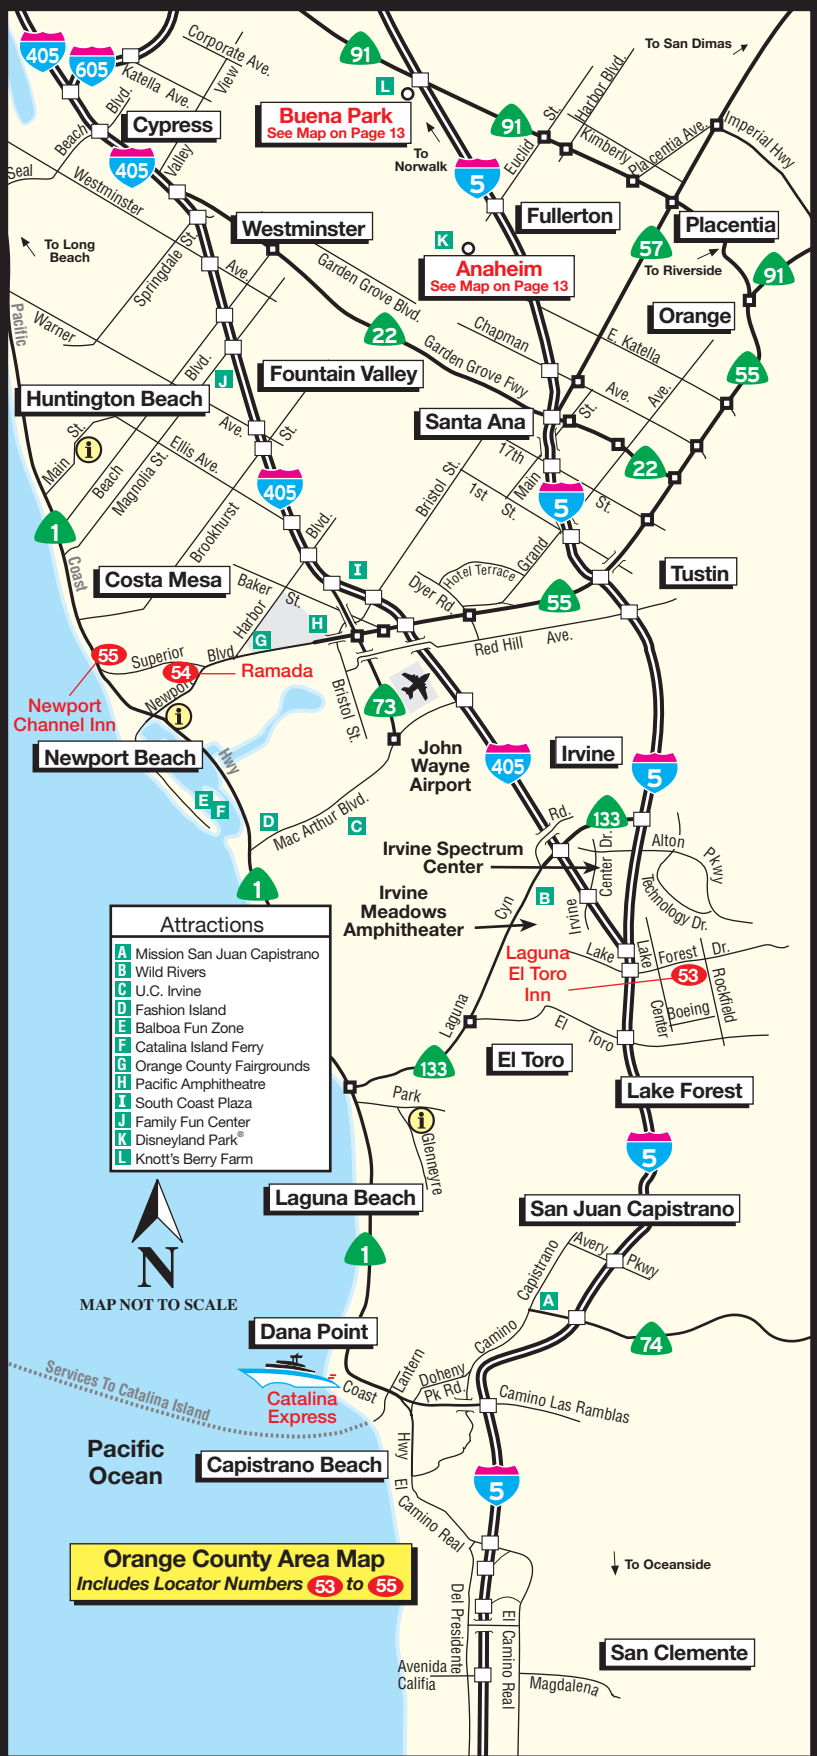 405
605
Corporate Ave.
View
Katella Ave.
Beach Blvd.
Cypress
405
Valley
Seal
Westminster
Ave.
To Long
Beach
Springdale St.
91
L
Buena Park
See Map on Page 13
To
Norwalk
91
Euclid St.
Harbor Blvd.
Kimberly
Placentia Ave.
To San Dimas
Imperial Hwy
5
Fullerton
Placentia
57
To Riverside
91
Westminster
K
Anaheim
See Map on Page 13
Orange
Garden Grove Blvd.
22
Garden Grove Fwy
Chapman
Ave.
E. Katella
Ave.
55
Pacific
Warner
Ave.
Blvd.
J
Fountain Valley
Huntington Beach
Santa Ana
St.
22
Main St.
i
Beach
Magnolia St.
Ellis Ave.
St.
405
Brookhurst
Bristol St.
17th
St.
1st
St.
Main
5
1
Coast
Costa Mesa
Blvd.
Baker
St.
Harbor
I
H
G
Dyer Rd.
Hotel Terrace
Grand
55
Tustin
Red Hill Ave.
55
Superior
Blvd.
54
Ramada
Newport
Channel Inn
Newport
i
Bristol St.
73
Newport Beach
Hwy
John
Wayne
Airport
405
Irvine
5
E
F
D
Mac Arthur Blvd.
C
1
Rd.
133
Irvine Spectrum
Center
Center Dr.
Alton
Pkwy
Irvine
Meadows
Amphitheater
Cyn
B
Irvine
Technology Dr.
Laguna
El Toro
Inn
Lake
Lake
Forest Dr.
53
Center
Boeing
Rockfield
Laguna
El
Toro
El Toro
133
Lake Forest
Attractions
A Mission San Juan Capistrano
B Wild Rivers
C U.C. Irvine
D Fashion Island
E Balboa Fun Zone
F Catalina Island Ferry
G Orange County Fairgrounds
H Pacific Amphitheatre
I South Coast Plaza
J Family Fun Center
K Disneyland Park®
L Knott's Berry Farm
Park
i
Glenneyre
5
Laguna Beach
San Juan Capistrano
N
MAP NOT TO SCALE
1
Avery
Pkwy
Capistrano
A
Camino
74
Dana Point
Services To Catalina Island
Catalina
Express
Coast
Lantern
Doheny
Pk Rd.
Camino Las Ramblas
Pacific
Ocean
Capistrano Beach
Hwy
5
El Camino Real
Orange County Area Map
Includes Locator Numbers 53 to 55
To Oceanside
Del Presidente
El Camino Real
San Clemente
Avenida
Califia
Magdalena